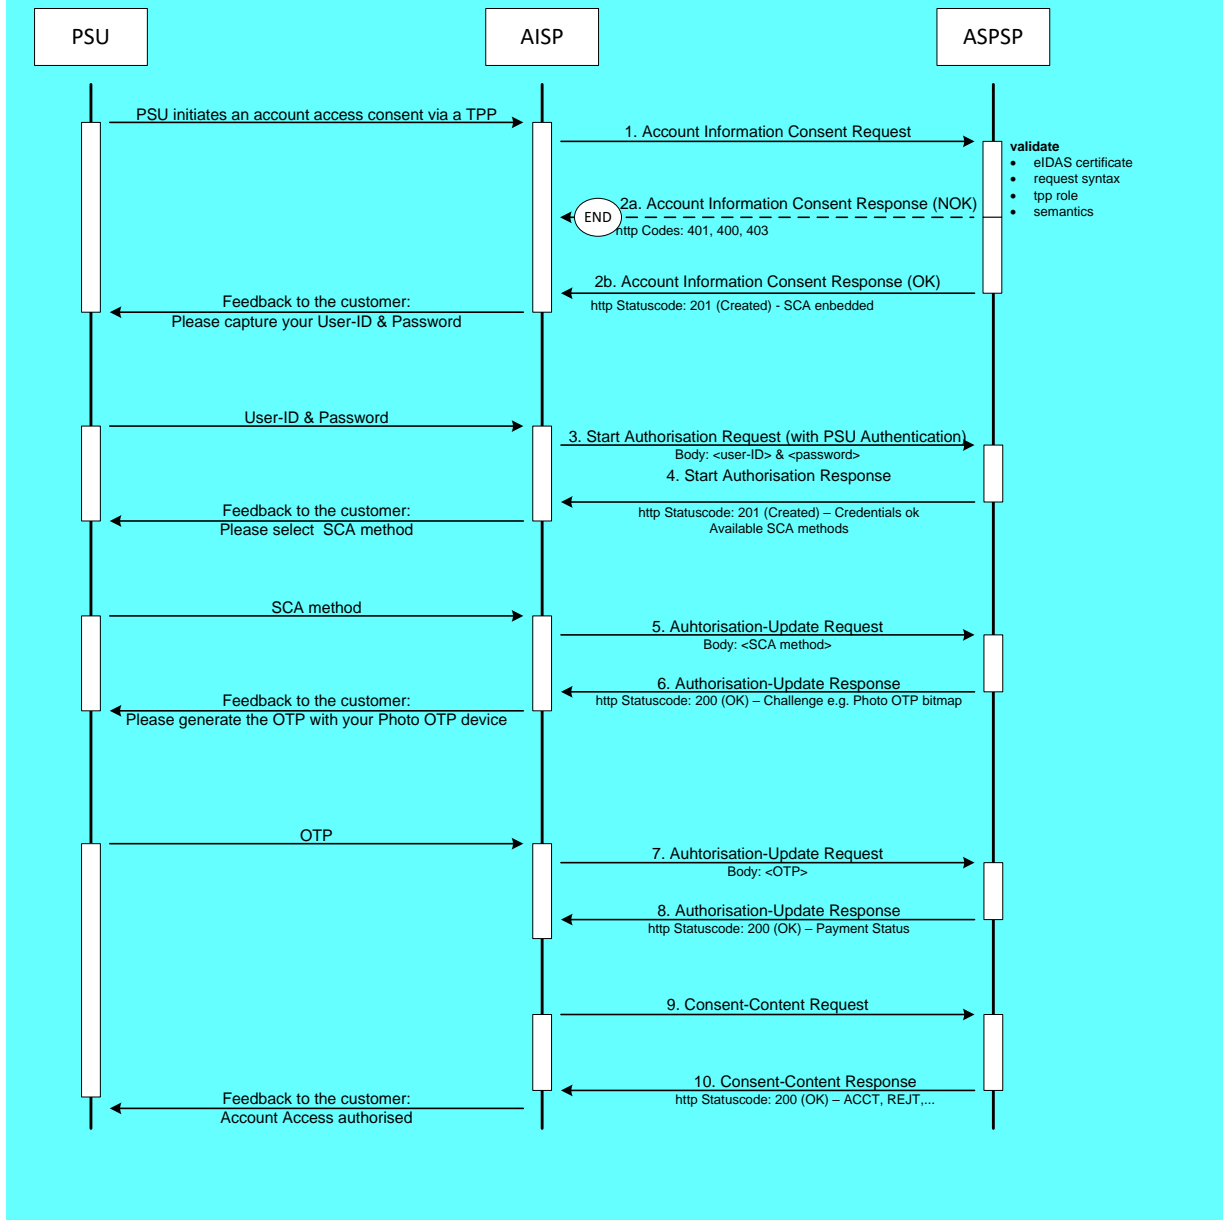 PSU
AISP
ASPSP
PSU initiates an account access consent via a TPP
1. Account Information Consent Request
validate
• eIDAS certificate
• request syntax
• tpp role
• semantics
2a. Account Information Consent Response (NOK)
END
http Codes: 401, 400, 403
2b. Account Information Consent Response (OK)
http Statuscode: 201 (Created) - SCA enbedded
Feedback to the customer:
Please capture your User-ID & Password
User-ID & Password
3. Start Authorisation Request (with PSU Authentication)
Body: <user-ID> & <password>
4. Start Authorisation Response
http Statuscode: 201 (Created) – Credentials ok
Available SCA methods
Feedback to the customer:
Please select  SCA method
SCA method
5. Auhtorisation-Update Request
Body: <SCA method>
6. Authorisation-Update Response
http Statuscode: 200 (OK) – Challenge e.g. Photo OTP bitmap
Feedback to the customer:
Please generate the OTP with your Photo OTP device
OTP
7. Auhtorisation-Update Request
Body: <OTP>
8. Authorisation-Update Response
http Statuscode: 200 (OK) – Payment Status
9. Consent-Content Request
10. Consent-Content Response
http Statuscode: 200 (OK) – ACCT, REJT,...
Feedback to the customer:
Account Access authorised